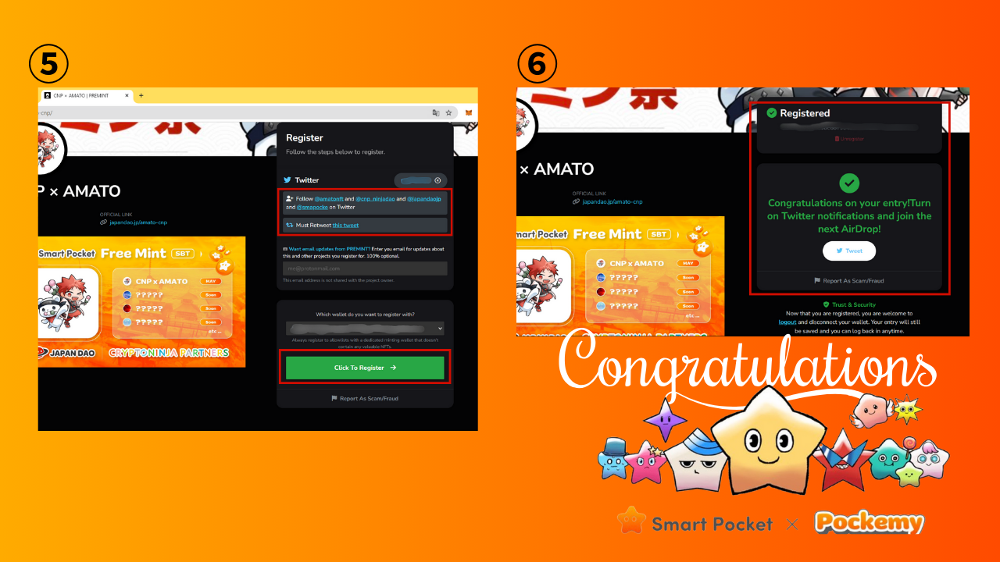 5
CNP × AMATO | PREMINT
-cnp/
ミ
祭
Register
Follow the steps below to register.
Twitter
P × AMATO
Follow @amatonft and @cnp_ninjadao and @japandaojp
and @smapocke on Twitter
Must Retweet this tweet
OFFICIAL LINK
japandao.jp/amato-cnp
Want email updates from PREMINT? Enter you email for updates about
this and other projects you register for. 100% optional.
me@protonmail.com
This email address is not shared with the project owner.
Smart Pocket Free Mint SBT
CNP × AMATO MAY
????? Soon
????? Soon
????? Soon
etc ...
JAPAN DAO CRYPTONINJA PARTNERS
Which wallet do you want to register with?
Always register to allowlists with a dedicated minting wallet that doesn't
contain any valuable NFTs.
Click To Register →
Report As Scam/Fraud
6
ミ
祭
Registered
Unregister
× AMATO
OFFICIAL LINK
japandao.jp/amato-cnp
Congratulations on your entry!Turn
on Twitter notifications and join the
next AirDrop!
Tweet
Report As Scam/Fraud
mart Pocket Free Mint SBT
CNP × AMATO MAY
????? Soon
????? Soon
????? Soon
etc ...
Trust & Security
Now that you are registered, you are welcome to
logout and disconnect your wallet. Your entry will still
be saved and you can log back in anytime.
Congratulations
Smart Pocket × Pockemy